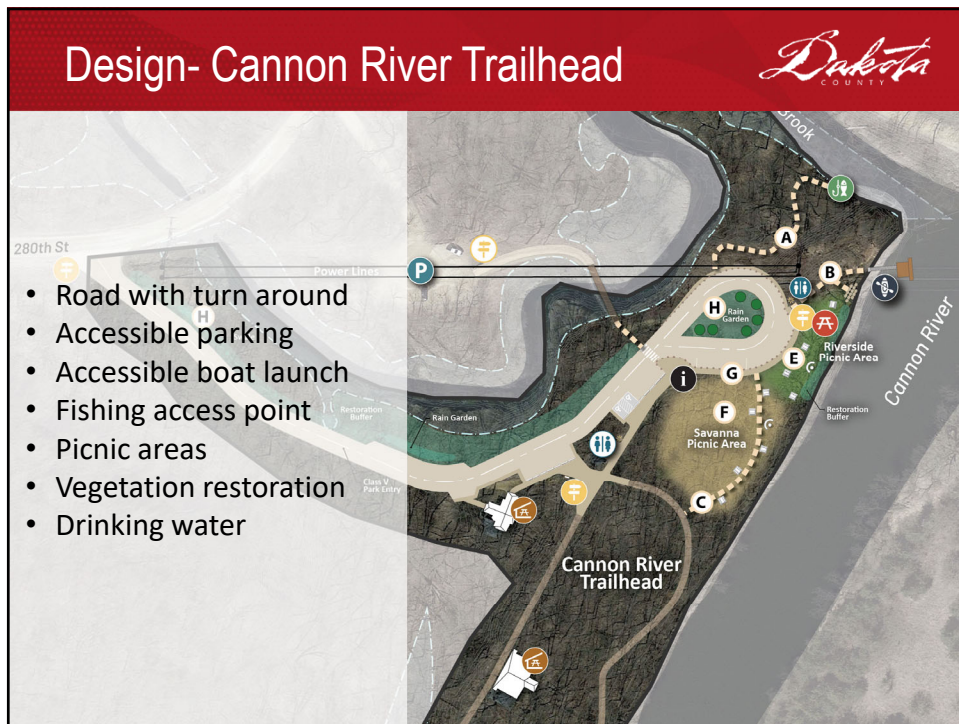 Design- Cannon River Trailhead
Dakota
COUNTY
Brook
280th St
Power Lines
P
A
B
H
H
Rain
Garden
Riverside
Picnic Area
E
G
i
F
Savanna
Picnic Area
Restoration
Buffer
Cannon River
C
Restoration
Buffer
Rain Garden
Class V
Park Entry
Cannon River
Trailhead
• Road with turn around
• Accessible parking
• Accessible boat launch
• Fishing access point
• Picnic areas
• Vegetation restoration
• Drinking water